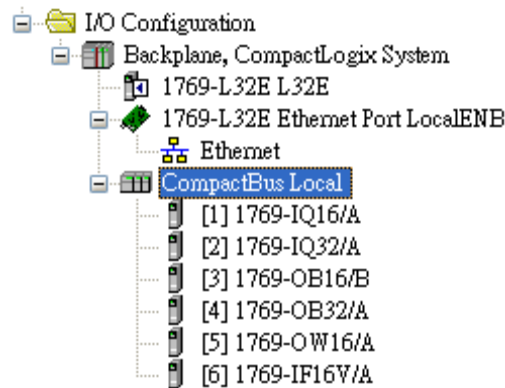 I/O Configuration
Backplane, CompactLogix System
1769-L32E L32E
1769-L32E Ethernet Port LocalENB
Ethernet
CompactBus Local
[1] 1769-IQ16/A
[2] 1769-IQ32/A
[3] 1769-OB16/B
[4] 1769-OB32/A
[5] 1769-OW16/A
[6] 1769-IF16V/A